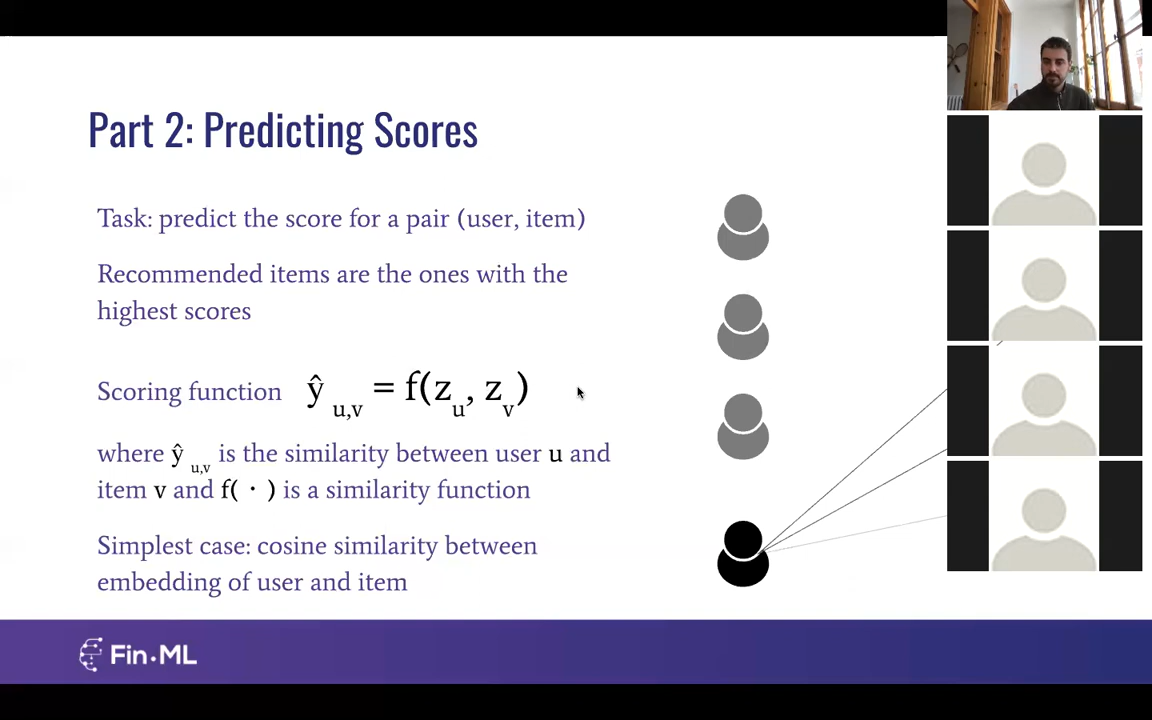 Part 2: Predicting Scores
Task: predict the score for a pair (user, item)
Recommended items are the ones with the
highest scores
Scoring function ŷ u,v = f(z u, z v)
where ŷ u,v is the similarity between user u and
item v and f( · ) is a similarity function
Simplest case: cosine similarity between
embedding of user and item
Fin·ML